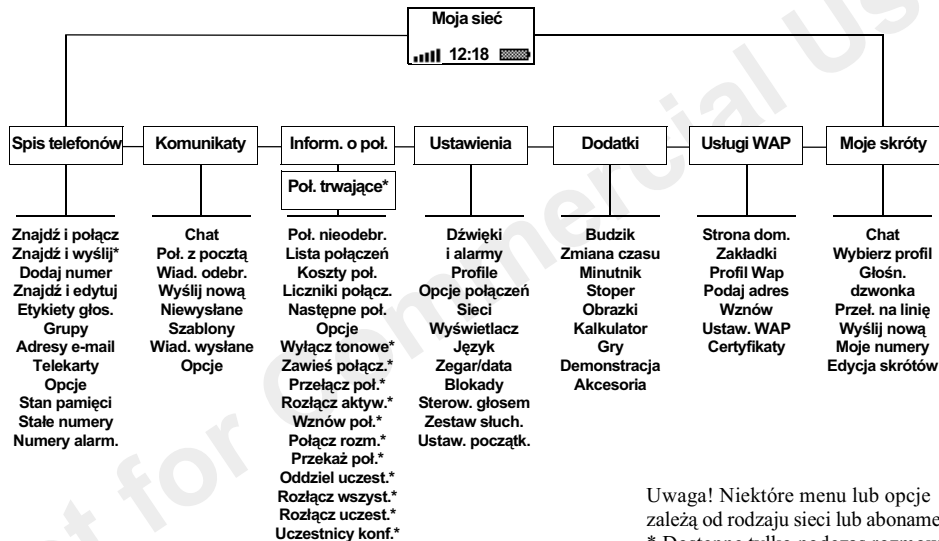 Moja sieć
12:18
Spis telefonów
Komunikaty
Inform. o poł.
Ustawienia
Dodatki
Usługi WAP
Moje skróty
Poł. trwające*
Znajdź i połącz
Znajdź i wyślij*
Dodaj numer
Znajdź i edytuj
Etykiety głos.
Grupy
Adresy e-mail
Telekarty
Opcje
Stan pamięci
Stałe numery
Numery alarm.
Chat
Poł. z pocztą
Wiad. odebr.
Wyślij nową
Niewysłane
Szablony
Wiad. wysłane
Opcje
Poł. nieodebr.
Lista połączeń
Koszty poł.
Liczniki połącz.
Następne poł.
Opcje
Wyłącz tonowe*
Zawieś połącz.*
Przełącz poł.*
Rozłącz aktyw.*
Wznów poł.*
Połącz rozm.*
Przekaż poł.*
Oddziel uczest.*
Rozłącz wszyst.*
Rozłącz uczest.*
Uczestnicy konf.*
Dźwięki
i alarmy
Profile
Opcje połączeń
Sieci
Wyświetlacz
Język
Zegar/data
Blokady
Sterow. głosem
Zestaw słuch.
Ustaw. początk.
Budzik
Zmiana czasu
Minutnik
Stoper
Obrazki
Kalkulator
Gry
Demonstracja
Akcesoria
Strona dom.
Zakładki
Profil Wap
Podaj adres
Wznów
Ustaw. WAP
Certyfikaty
Chat
Wybierz profil
Głośn.
dzwonka
Przeł. na linię
Wyślij nową
Moje numery
Edycja skrótów
Uwaga! Niektóre menu lub opcje
zależą od rodzaju sieci lub aboname